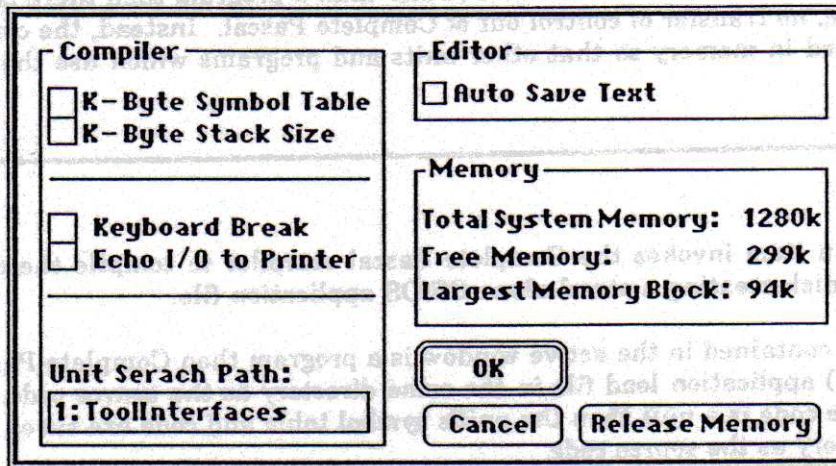 Compiler
K-Byte Symbol Table
K-Byte Stack Size
Keyboard Break
Echo I/O to Printer
Unit Serach Path:
1:ToolInterfaces
Editor
Auto Save Text
Memory
Total System Memory: 1280k
Free Memory: 299k
Largest Memory Block: 94k
OK
Cancel
Release Memory